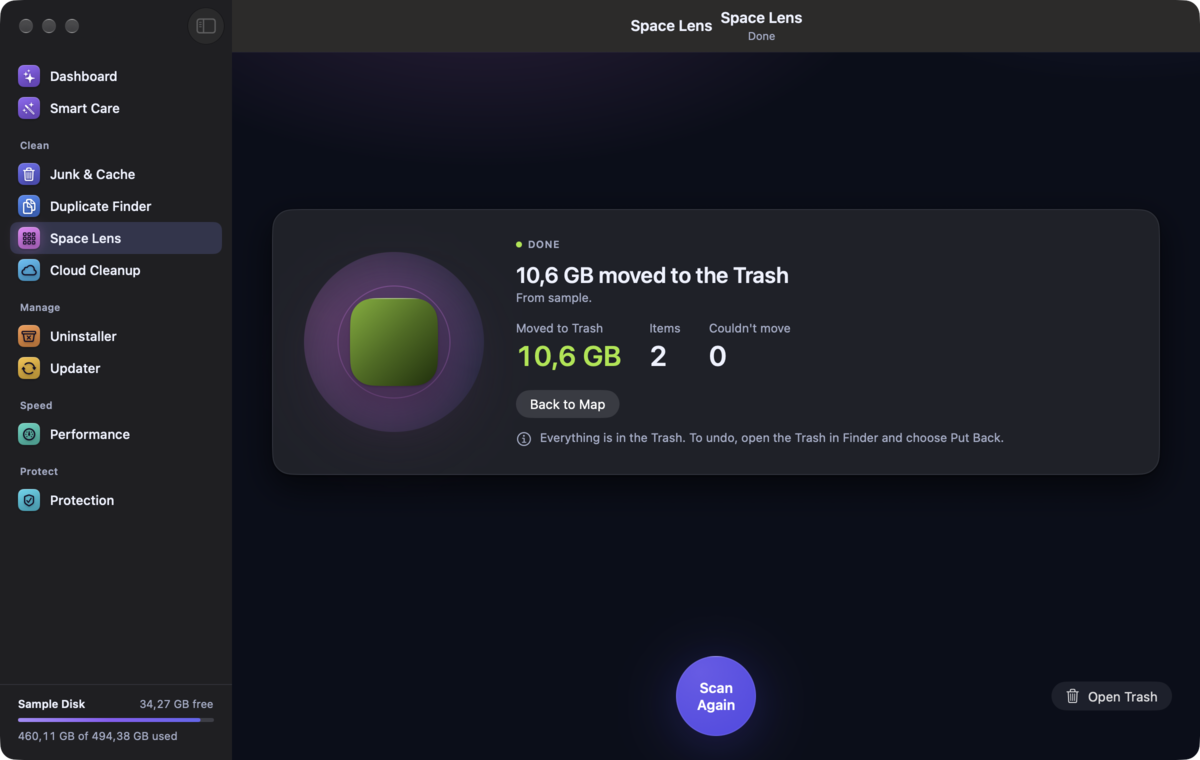 Space Lens
Space Lens
Done
Dashboard
Smart Care
Clean
Junk & Cache
Duplicate Finder
Space Lens
Cloud Cleanup
Manage
Uninstaller
Updater
Speed
Performance
Protect
Protection
Sample Disk 34,27 GB free
460,11 GB of 494,38 GB used
DONE
10,6 GB moved to the Trash
From sample.
Moved to Trash Items Couldn't move
10,6 GB 2 0
Back to Map
Everything is in the Trash. To undo, open the Trash in Finder and choose Put Back.
Scan
Again
Open Trash